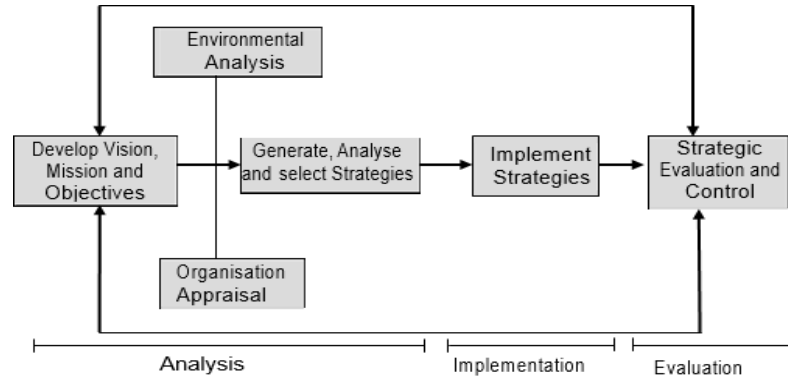 Environmental
Analysis
Develop Vision,
Mission and
Objectives
Generate, Analyse
and select Strategies
Implement
Strategies
Strategic
Evaluation and
Control
Organisation
Appraisal
Analysis
Implementation
Evaluation